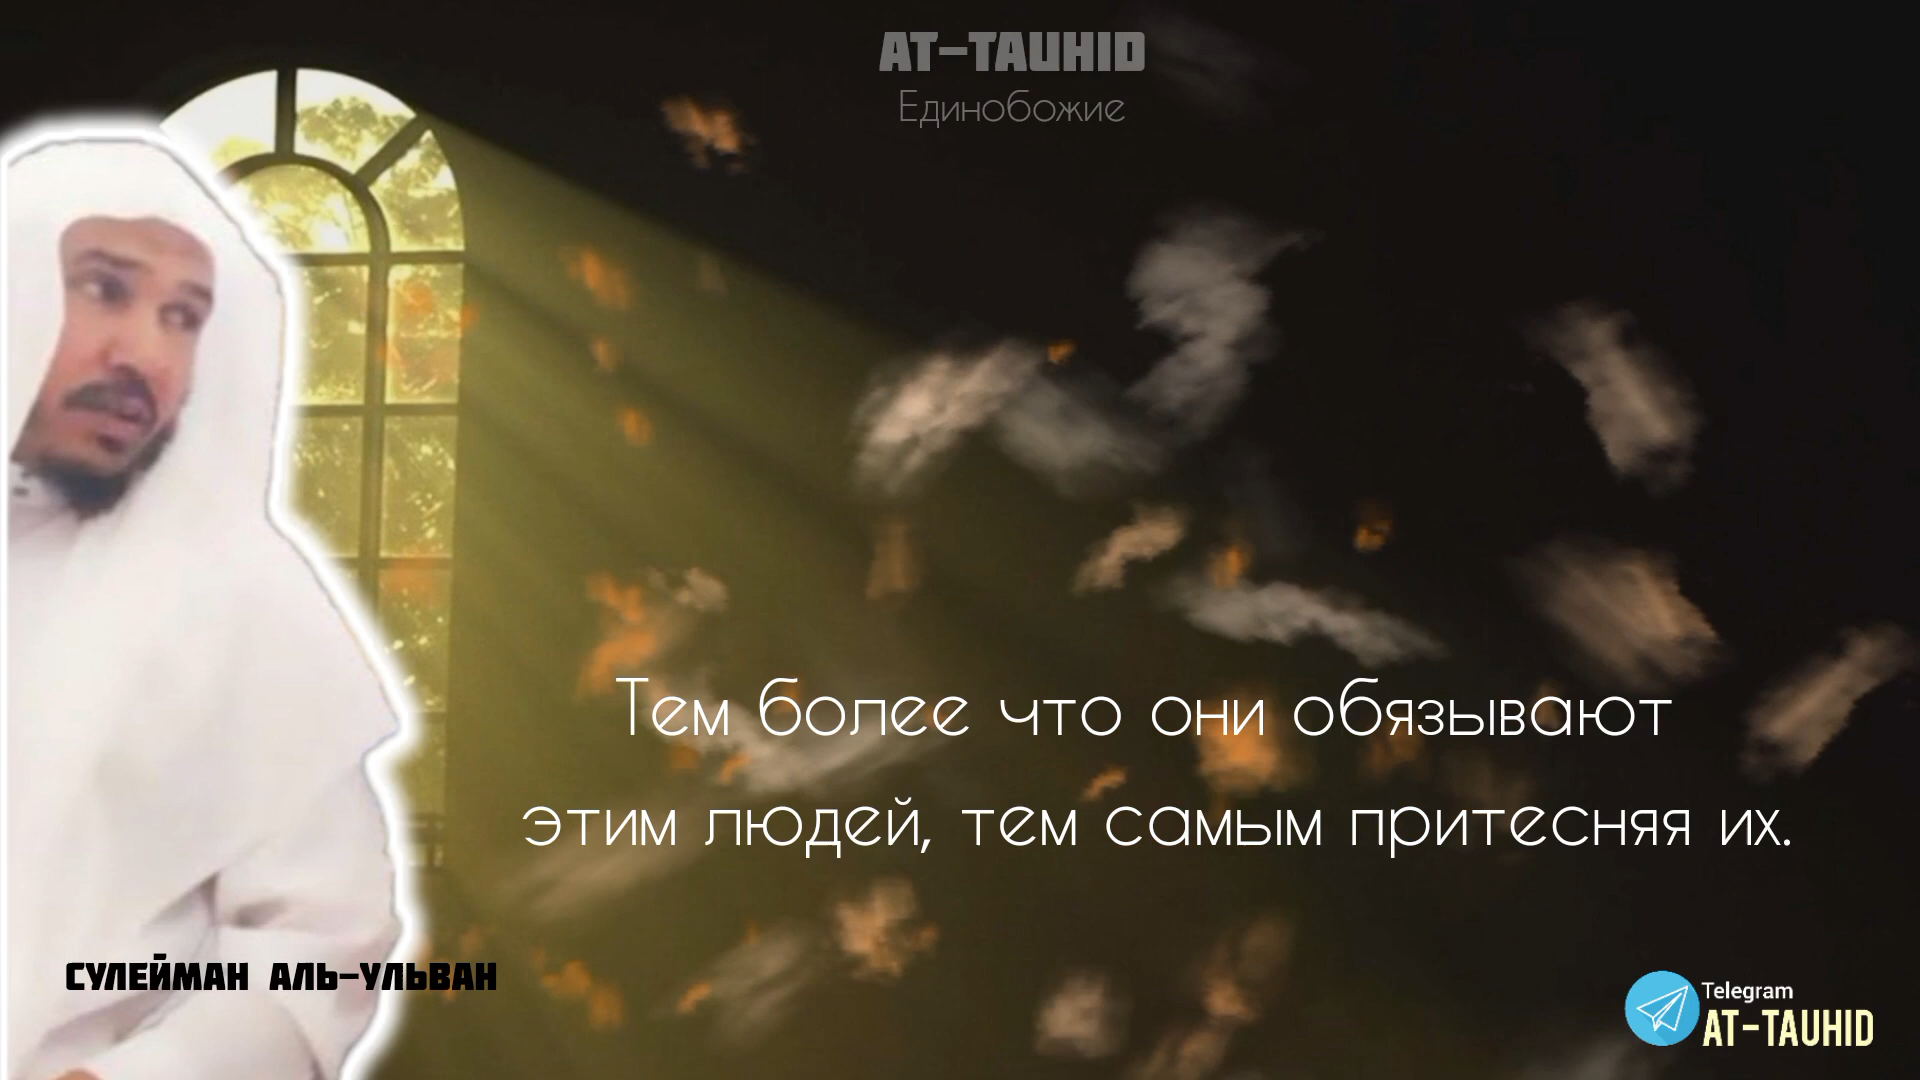 AT-TAUHID
Единобожие
Тем более что они обязывают
этим людей, тем самым притесняя их.
СУЛЕЙМАН АЛЬ-УЛЬВАН
Telegram
AT-TAUHID